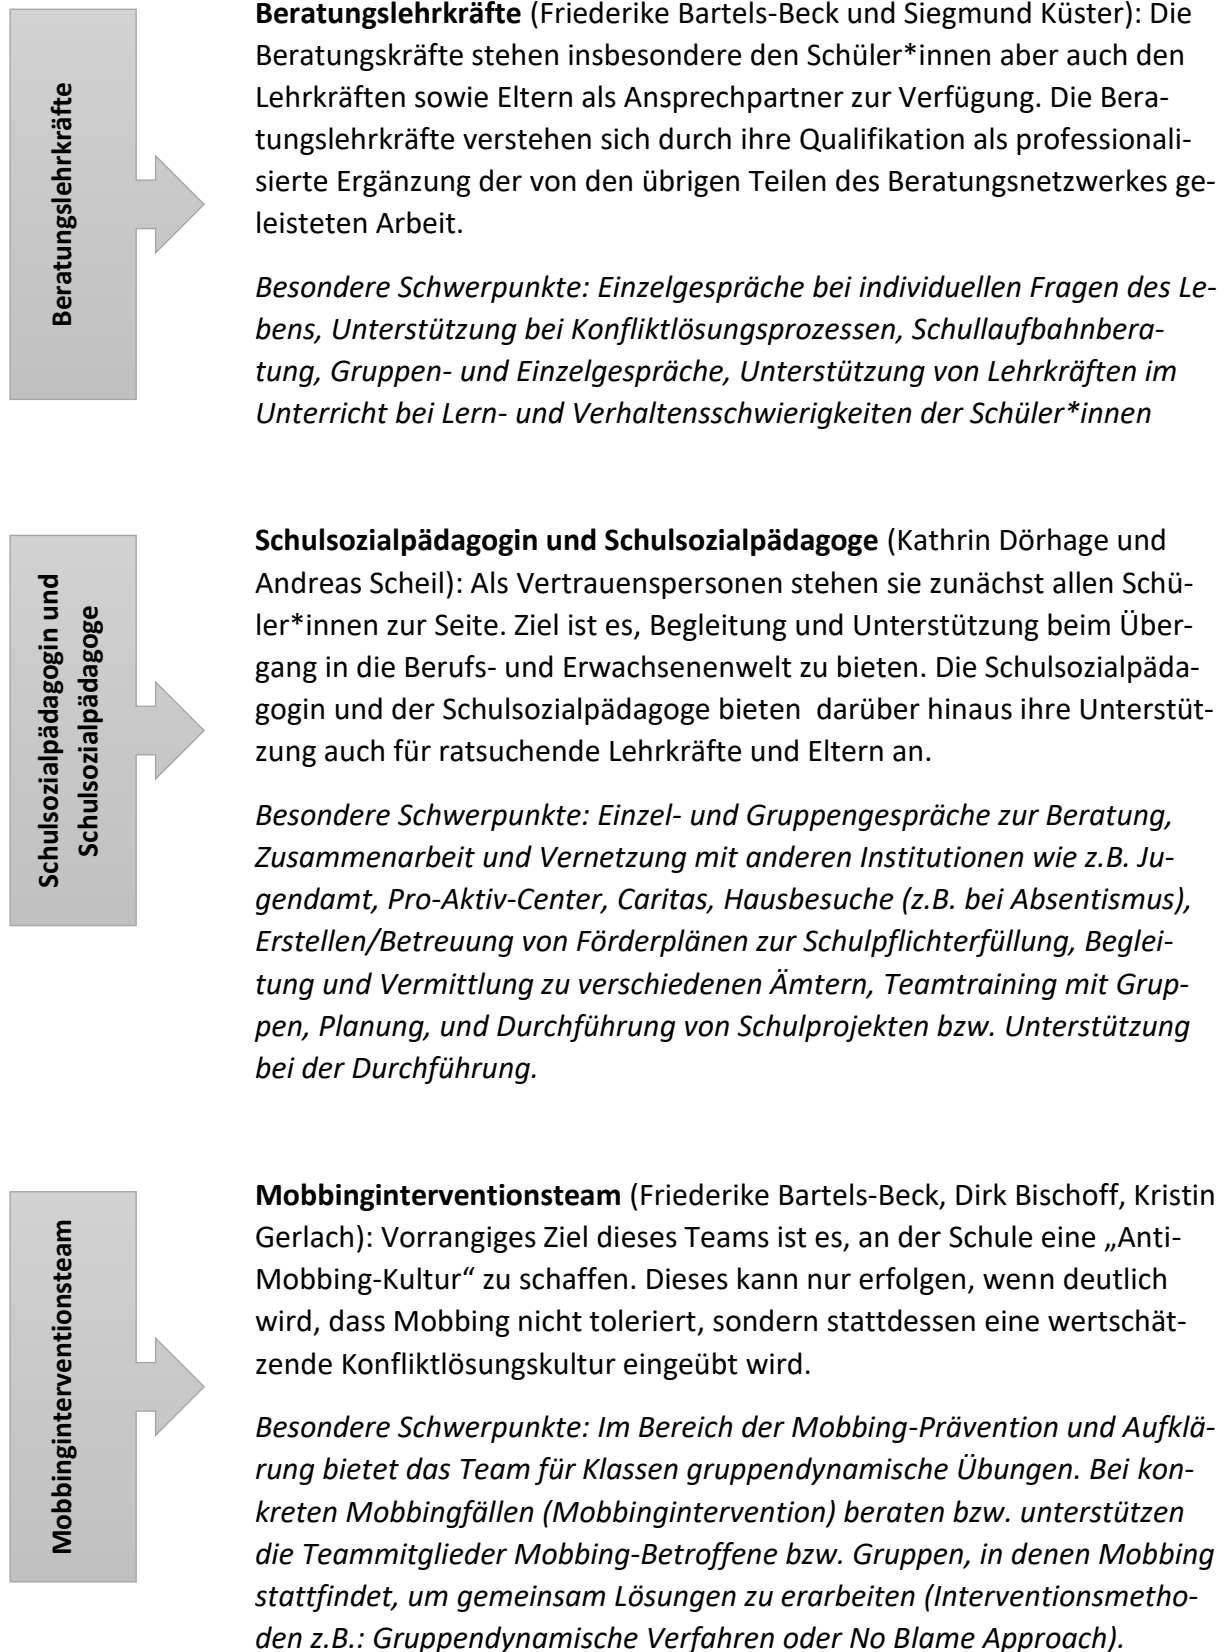 Beratungslehrkräfte
Beratungslehrkräfte (Friederike Bartels-Beck und Siegmund Küster): Die
Beratungskräfte stehen insbesondere den Schüler*innen aber auch den
Lehrkräften sowie Eltern als Ansprechpartner zur Verfügung. Die Bera-
tungslehrkräfte verstehen sich durch ihre Qualifikation als professionali-
sierte Ergänzung der von den übrigen Teilen des Beratungsnetzwerkes ge-
leisteten Arbeit.
Besondere Schwerpunkte: Einzelgespräche bei individuellen Fragen des Le-
bens, Unterstützung bei Konfliktlösungsprozessen, Schullaufbahnbera-
tung, Gruppen- und Einzelgespräche, Unterstützung von Lehrkräften im
Unterricht bei Lern- und Verhaltensschwierigkeiten der Schüler*innen
Schulsozialpädagogin und
Schulsozialpädagoge
Schulsozialpädagogin und Schulsozialpädagoge (Kathrin Dörhage und
Andreas Scheil): Als Vertrauenspersonen stehen sie zunächst allen Schü-
ler*innen zur Seite. Ziel ist es, Begleitung und Unterstützung beim Über-
gang in die Berufs- und Erwachsenenwelt zu bieten. Die Schulsozialpäda-
gogin und der Schulsozialpädagoge bieten  darüber hinaus ihre Unterstüt-
zung auch für ratsuchende Lehrkräfte und Eltern an.
Besondere Schwerpunkte: Einzel- und Gruppengespräche zur Beratung,
Zusammenarbeit und Vernetzung mit anderen Institutionen wie z.B. Ju-
gendamt, Pro-Aktiv-Center, Caritas, Hausbesuche (z.B. bei Absentismus),
Erstellen/Betreuung von Förderplänen zur Schulpflichterfüllung, Beglei-
tung und Vermittlung zu verschiedenen Ämtern, Teamtraining mit Grup-
pen, Planung, und Durchführung von Schulprojekten bzw. Unterstützung
bei der Durchführung.
Mobbinginterventionsteam
Mobbinginterventionsteam (Friederike Bartels-Beck, Dirk Bischoff, Kristin
Gerlach): Vorrangiges Ziel dieses Teams ist es, an der Schule eine „Anti-
Mobbing-Kultur“ zu schaffen. Dieses kann nur erfolgen, wenn deutlich
wird, dass Mobbing nicht toleriert, sondern stattdessen eine wertschät-
zende Konfliktlösungskultur eingeübt wird.
Besondere Schwerpunkte: Im Bereich der Mobbing-Prävention und Aufklä-
rung bietet das Team für Klassen gruppendynamische Übungen. Bei kon-
kreten Mobbingfällen (Mobbingintervention) beraten bzw. unterstützen
die Teammitglieder Mobbing-Betroffene bzw. Gruppen, in denen Mobbing
stattfindet, um gemeinsam Lösungen zu erarbeiten (Interventionsmetho-
den z.B.: Gruppendynamische Verfahren oder No Blame Approach).